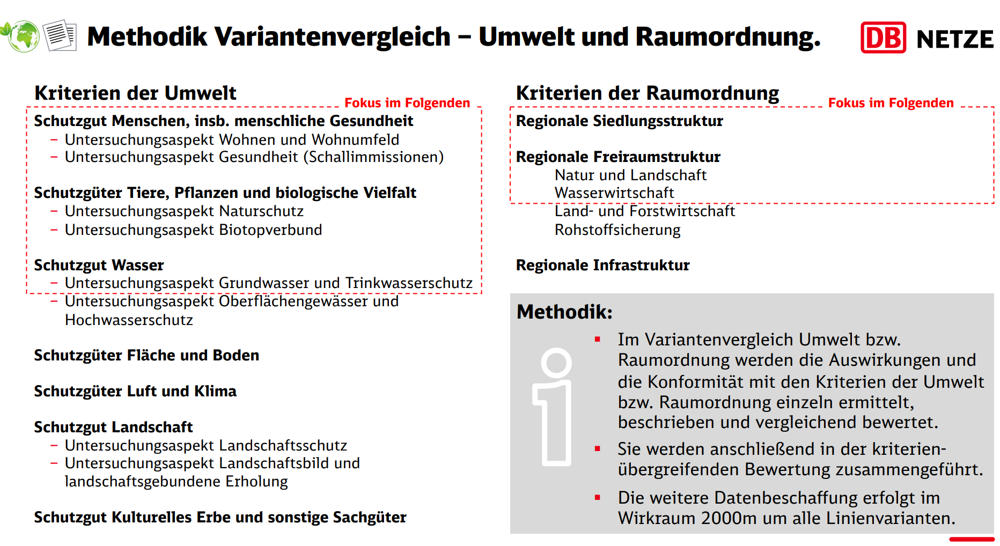 Methodik Variantenvergleich – Umwelt und Raumordnung.
DB NETZE
Kriterien der Umwelt
Fokus im Folgenden
Schutzgut Menschen, insb. menschliche Gesundheit
– Untersuchungsaspekt Wohnen und Wohnumfeld
– Untersuchungsaspekt Gesundheit (Schallimmissionen)
Schutzgüter Tiere, Pflanzen und biologische Vielfalt
– Untersuchungsaspekt Naturschutz
– Untersuchungsaspekt Biotopverbund
Schutzgut Wasser
– Untersuchungsaspekt Grundwasser und Trinkwasserschutz
– Untersuchungsaspekt Oberflächengewässer und
Hochwasserschutz
Schutzgüter Fläche und Boden
Schutzgüter Luft und Klima
Schutzgut Landschaft
– Untersuchungsaspekt Landschaftsschutz
– Untersuchungsaspekt Landschaftsbild und
landschaftsgebundene Erholung
Schutzgut Kulturelles Erbe und sonstige Sachgüter
Kriterien der Raumordnung
Fokus im Folgenden
Regionale Siedlungsstruktur
Regionale Freiraumstruktur
Natur und Landschaft
Wasserwirtschaft
Land- und Forstwirtschaft
Rohstoffsicherung
Regionale Infrastruktur
Methodik:
▪ Im Variantenvergleich Umwelt bzw.
Raumordnung werden die Auswirkungen und
die Konformität mit den Kriterien der Umwelt
bzw. Raumordnung einzeln ermittelt,
beschrieben und vergleichend bewertet.
▪ Sie werden anschließend in der kriterien-
übergreifenden Bewertung zusammengeführt.
▪ Die weitere Datenbeschaffung erfolgt im
Wirkraum 2000m um alle Linienvarianten.